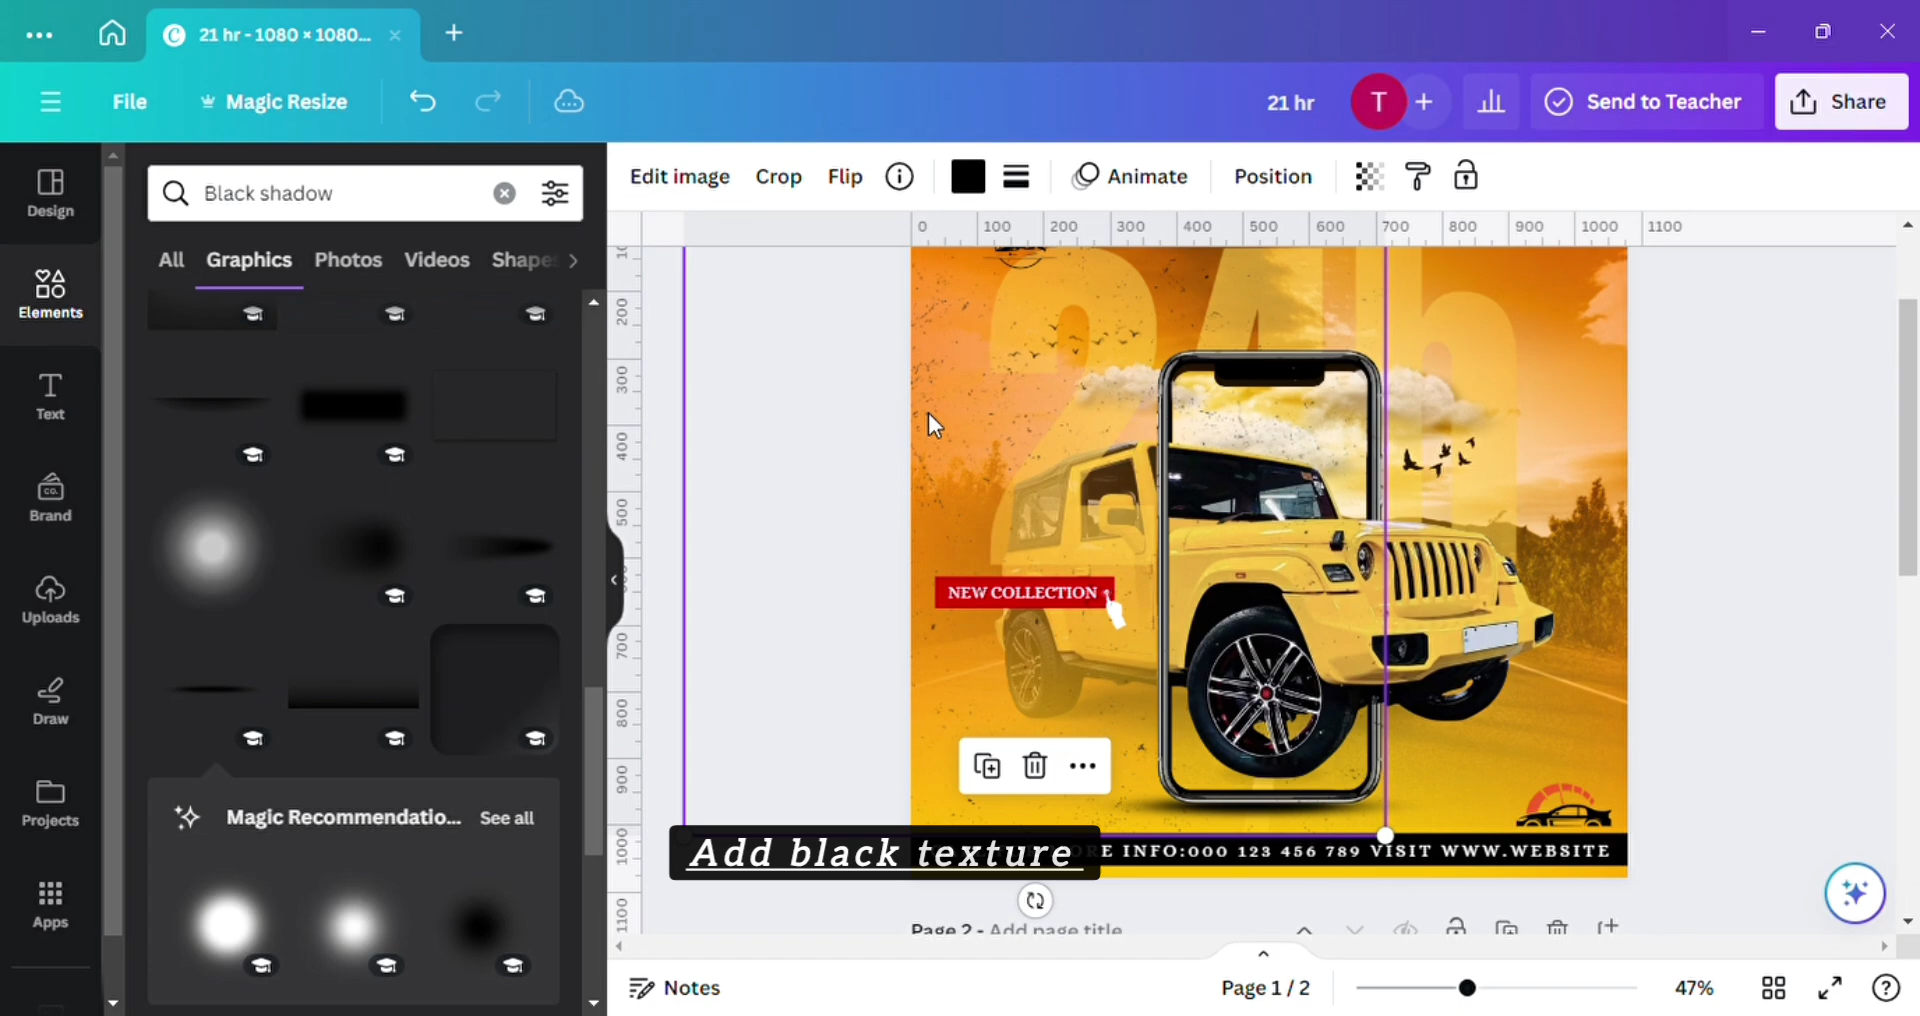 21 hr - 1080 × 1080...
File
Magic Resize
21 hr
T
Send to Teacher
Share
Design
Elements
Text
Brand
Uploads
Draw
Projects
Apps
Black shadow
All
Graphics
Photos
Videos
Shape
Magic Recommendatio...
See all
Edit image
Crop
Flip
Animate
Position
0 100 200 300 400 500 600 700 800 900 1000 1100
200
300
400
500
700
800
900
1000
1100
24h
NEW COLLECTION
Add black texture
RE INFO:000 123 456 789 VISIT WWW.WEBSITE
Page 2 - Add page title
Notes
Page 1 / 2
47%